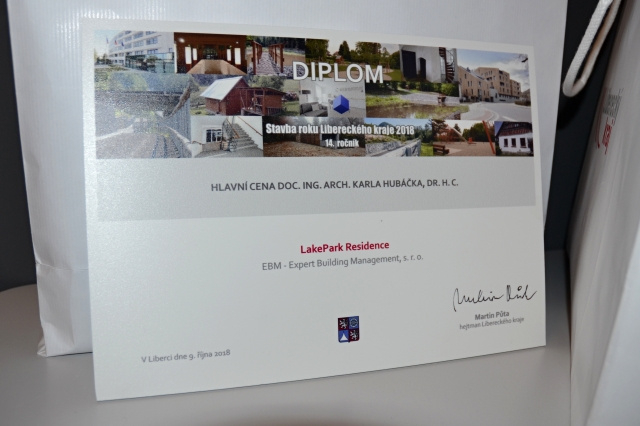 DIPLOM
Stavba roku Libereckého kraje 2018
14. ročník
HLAVNÍ CENA DOC. ING. ARCH. KARLA HUBÁČKA, DR. H. C.
LakePark Residence
EBM - Expert Building Management, s. r. o.
Martin Půta
hejtman Libereckého kraje
V Liberci dne 9. října 2018